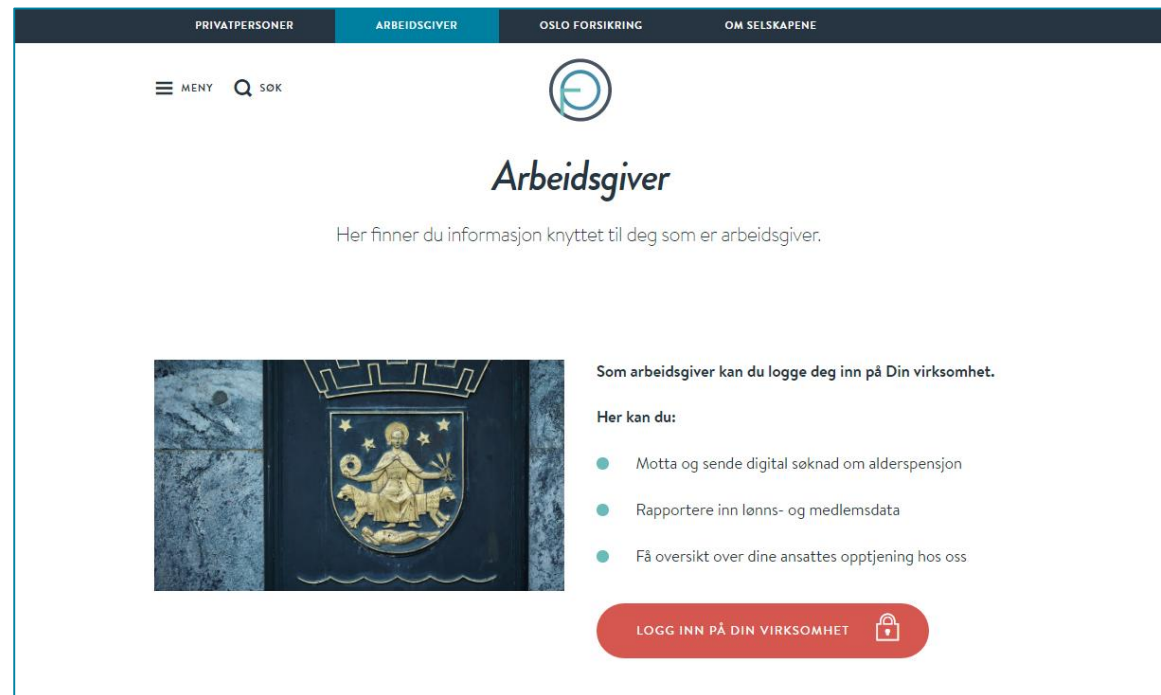 PRIVATPERSONER ARBEIDSGIVER OSLO FORSIKRING OM SELSKAPENE
MENY SØK
Arbeidsgiver
Her finner du informasjon knyttet til deg som er arbeidsgiver.
Som arbeidsgiver kan du logge deg inn på Din virksomhet.
Her kan du:
Motta og sende digital søknad om alderspensjon
Rapportere inn lønns- og medlemsdata
Få oversikt over dine ansattes opptjening hos oss
LOGG INN PÅ DIN VIRKSOMHET